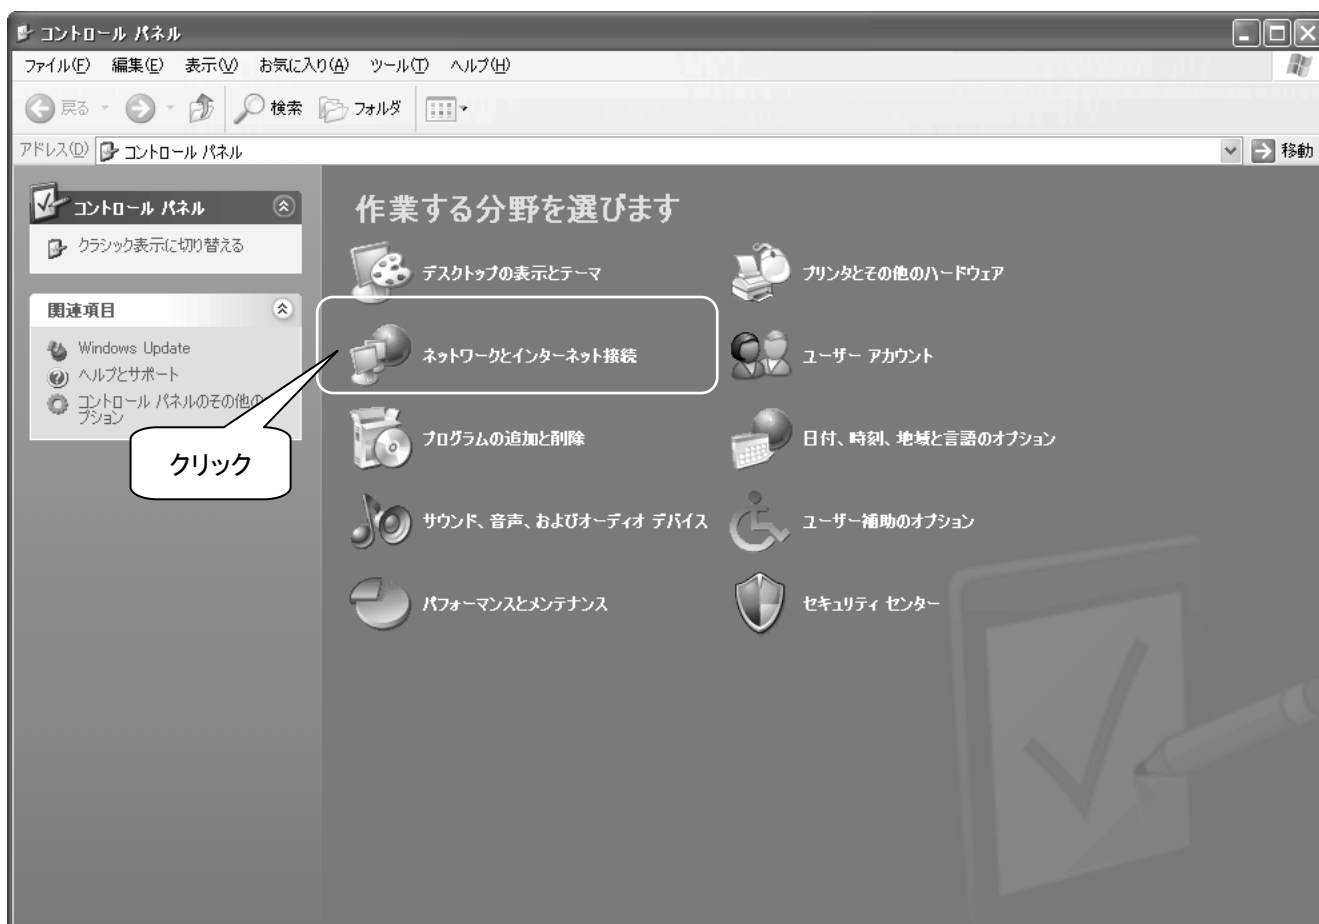 コントロール パネル
ファイル(F) 編集(E) 表示(V) お気に入り(A) ツール(T) ヘルプ(H)
戻る 検索 フォルダ
アドレス(D) コントロール パネル 移動
コントロール パネル
クラシック表示に切り替える
関連項目
Windows Update
ヘルプとサポート
コントロール パネルのその他の
プション
クリック
作業する分野を選びます
デスクトップの表示とテーマ
プリンタとその他のハードウェア
ネットワークとインターネット接続
ユーザー アカウント
プログラムの追加と削除
日付、時刻、地域と言語のオプション
サウンド、音声、およびオーディオ デバイス
ユーザー補助のオプション
パフォーマンスとメンテナンス
セキュリティ センター